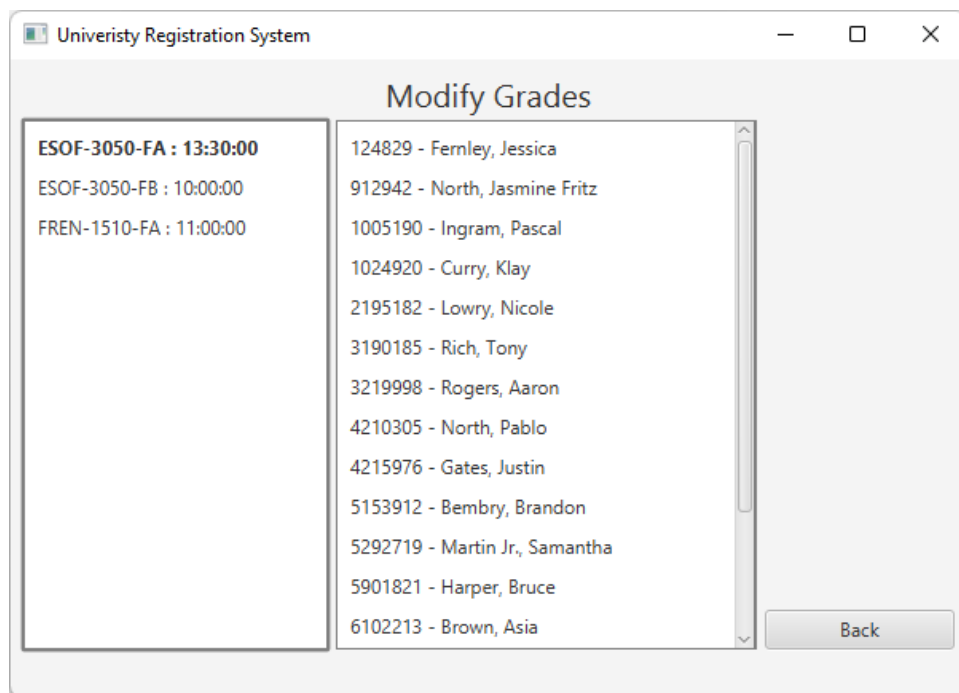 Univeristy Registration System
Modify Grades
ESOF-3050-FA : 13:30:00
ESOF-3050-FB : 10:00:00
FREN-1510-FA : 11:00:00
124829 - Fernley, Jessica
912942 - North, Jasmine Fritz
1005190 - Ingram, Pascal
1024920 - Curry, Klay
2195182 - Lowry, Nicole
3190185 - Rich, Tony
3219998 - Rogers, Aaron
4210305 - North, Pablo
4215976 - Gates, Justin
5153912 - Bembry, Brandon
5292719 - Martin Jr., Samantha
5901821 - Harper, Bruce
6102213 - Brown, Asia
Back